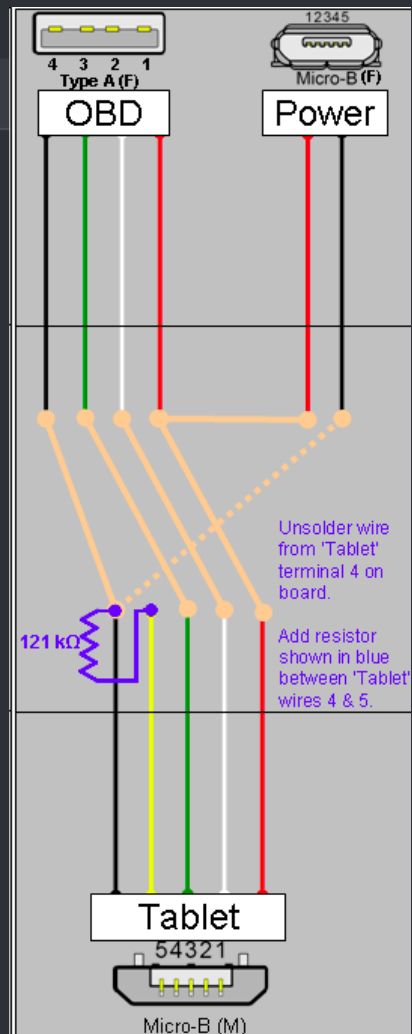 12345
4 3 2 1
Type A (F)
Micro-B (F)
OBD
Power
Unsolder wire
from 'Tablet'
terminal 4 on
board.
121 kΩ
Add resistor
shown in blue
between 'Tablet'
wires 4 & 5.
Tablet
54321
Micro-B (M)